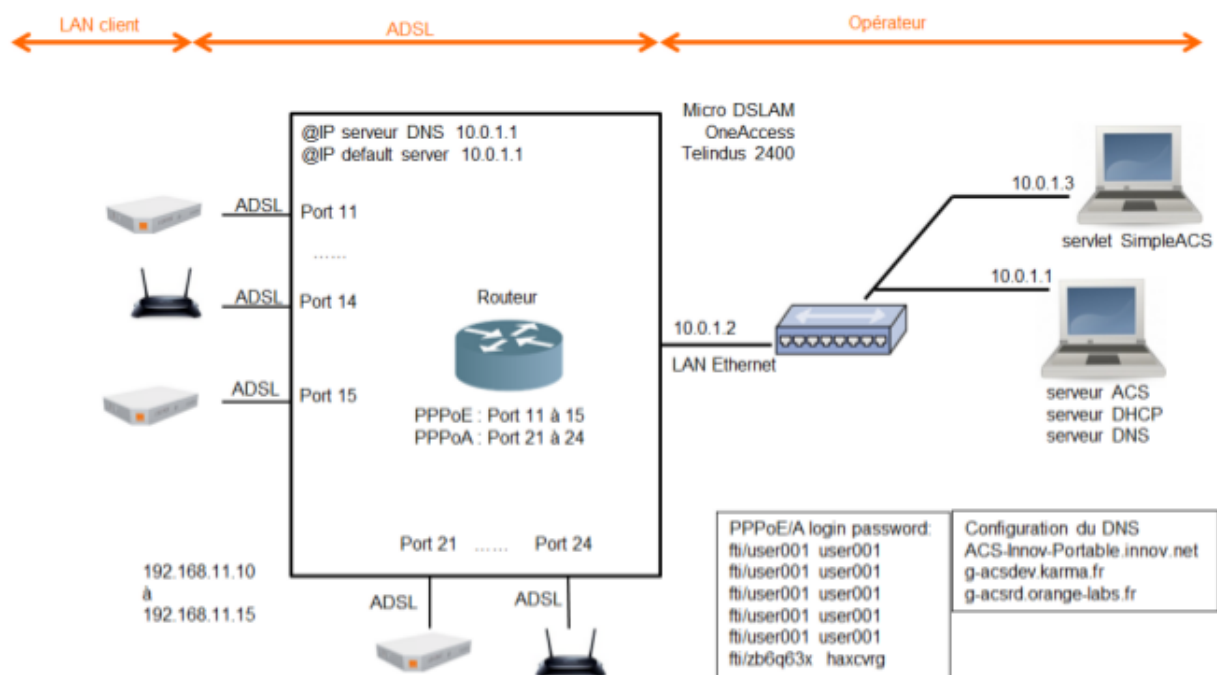 LAN client
ADSL
Opérateur
@IP serveur DNS 10.0.1.1
@IP default server 10.0.1.1
Micro DSLAM
OneAccess
Telindus 2400
ADSL
Port 11
......
ADSL
Port 14
ADSL
Port 15
Routeur
PPPoE : Port 11 à 15
PPPoA : Port 21 à 24
10.0.1.2
LAN Ethernet
10.0.1.3
servlet SimpleACS
10.0.1.1
serveur ACS
serveur DHCP
serveur DNS
Port 21 ...... Port 24
ADSL
ADSL
192.168.11.10
à
192.168.11.15
PPPoE/A login password:
fti/user001 user001
fti/user001 user001
fti/user001 user001
fti/user001 user001
fti/user001 user001
fti/zb6q63x haxcvrg
Configuration du DNS
ACS-Innov-Portable.innov.net
g-acsdev.karma.fr
g-acsrd.orange-labs.fr